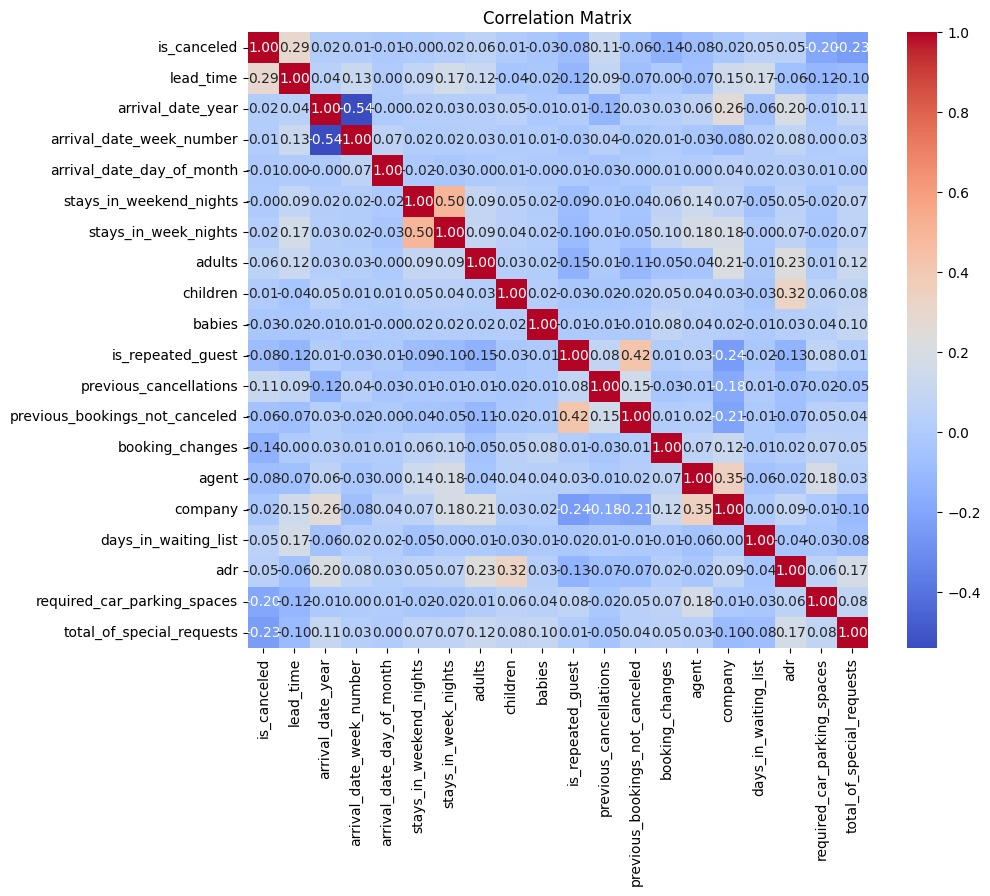 Correlation Matrix
is_canceled 1.00 0.29 0.02 0.01 -0.01 -0.00 0.02 0.06 0.01 -0.03 -0.08 0.11 -0.06 -0.14 -0.08 -0.02 0.05 0.05 -0.20 -0.23
lead_time 0.29 1.00 0.04 0.13 0.00 0.09 0.17 0.12 -0.04 -0.02 -0.12 0.09 -0.07 0.00 -0.07 0.15 0.17 -0.06 -0.12 -0.10
arrival_date_year 0.02 0.04 1.00 -0.54 -0.00 0.02 0.03 0.03 0.05 -0.01 0.01 -0.12 0.03 0.03 0.06 0.26 -0.06 0.20 -0.01 0.11
arrival_date_week_number 0.01 0.13 -0.54 1.00 0.07 0.02 0.02 0.03 0.01 0.01 -0.03 0.04 -0.02 0.01 -0.03 -0.08 0.02 0.08 0.00 0.03
arrival_date_day_of_month -0.01 0.00 -0.00 0.07 1.00 -0.02 -0.03 -0.00 0.01 -0.00 -0.01 -0.03 -0.00 0.01 0.00 0.04 0.02 0.03 0.01 0.00
stays_in_weekend_nights -0.00 0.09 0.02 0.02 -0.02 1.00 0.50 0.09 0.05 0.02 -0.09 -0.01 -0.04 0.06 0.14 0.07 -0.05 0.05 -0.02 0.07
stays_in_week_nights 0.02 0.17 0.03 0.02 -0.03 0.50 1.00 0.09 0.04 0.02 -0.10 -0.01 -0.05 0.10 0.18 0.18 -0.00 0.07 -0.02 0.07
adults 0.06 0.12 0.03 0.03 -0.00 0.09 0.09 1.00 0.03 0.02 -0.15 -0.01 -0.11 -0.05 -0.04 0.21 -0.01 0.23 0.01 0.12
children 0.01 -0.04 0.05 0.01 0.01 0.05 0.04 0.03 1.00 0.02 -0.03 -0.02 -0.02 0.05 0.04 0.03 -0.03 0.32 0.06 0.08
babies -0.03 -0.02 -0.01 0.01 -0.00 0.02 0.02 0.02 0.02 1.00 -0.01 -0.01 -0.01 0.08 0.04 0.02 -0.01 0.03 0.04 0.10
is_repeated_guest -0.08 -0.12 0.01 -0.03 -0.01 -0.09 -0.10 -0.15 -0.03 -0.01 1.00 0.08 0.42 0.01 0.03 -0.24 -0.02 -0.13 0.08 0.01
previous_cancellations 0.11 0.09 -0.12 0.04 -0.03 -0.01 -0.01 -0.01 -0.02 -0.01 0.08 1.00 0.15 -0.03 -0.01 -0.18 0.01 -0.07 -0.02 -0.05
previous_bookings_not_canceled -0.06 -0.07 0.03 -0.02 -0.00 -0.04 -0.05 -0.11 -0.02 -0.01 0.42 0.15 1.00 0.01 0.02 -0.21 -0.01 -0.07 0.05 0.04
booking_changes -0.14 0.00 0.03 0.01 0.01 0.06 0.10 -0.05 0.05 0.08 0.01 -0.03 0.01 1.00 0.07 0.12 -0.01 0.02 0.07 0.05
agent -0.08 -0.07 0.06 -0.03 0.00 0.14 0.18 -0.04 0.04 0.04 0.03 -0.01 0.02 0.07 1.00 0.35 -0.06 -0.02 0.18 0.03
company -0.02 0.15 0.26 -0.08 0.04 0.07 0.18 0.21 0.03 0.02 -0.24 -0.18 -0.21 0.12 0.35 1.00 0.00 0.09 -0.01 -0.10
days_in_waiting_list 0.05 0.17 -0.06 0.02 0.02 -0.05 -0.00 -0.01 -0.03 -0.01 -0.02 0.01 -0.01 -0.01 -0.06 0.00 1.00 -0.04 -0.03 -0.08
adr 0.05 -0.06 0.20 0.08 0.03 0.05 0.07 0.23 0.32 0.03 -0.13 -0.07 -0.07 0.02 -0.02 0.09 -0.04 1.00 0.06 0.17
required_car_parking_spaces -0.20 -0.12 -0.01 0.00 0.01 -0.02 -0.02 0.01 0.06 0.04 0.08 -0.02 0.05 0.07 0.18 -0.01 -0.03 0.06 1.00 0.08
total_of_special_requests -0.23 -0.10 0.11 0.03 0.00 0.07 0.07 0.12 0.08 0.10 0.01 -0.05 0.04 0.05 0.03 -0.10 -0.08 0.17 0.08 1.00
is_canceled
lead_time
arrival_date_year
arrival_date_week_number
arrival_date_day_of_month
stays_in_weekend_nights
stays_in_week_nights
adults
children
babies
is_repeated_guest
previous_cancellations
previous_bookings_not_canceled
booking_changes
agent
company
days_in_waiting_list
adr
required_car_parking_spaces
total_of_special_requests
1.0
0.8
0.6
0.4
0.2
0.0
−0.2
−0.4